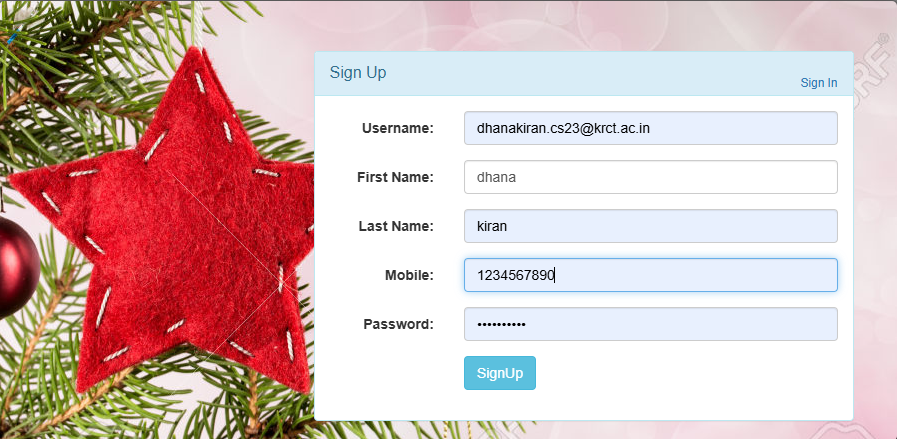 Sign Up
Sign In
Username: dhanakiran.cs23@krct.ac.in
First Name: dhana
Last Name: kiran
Mobile: 1234567890
Password: ••••••••••
SignUp